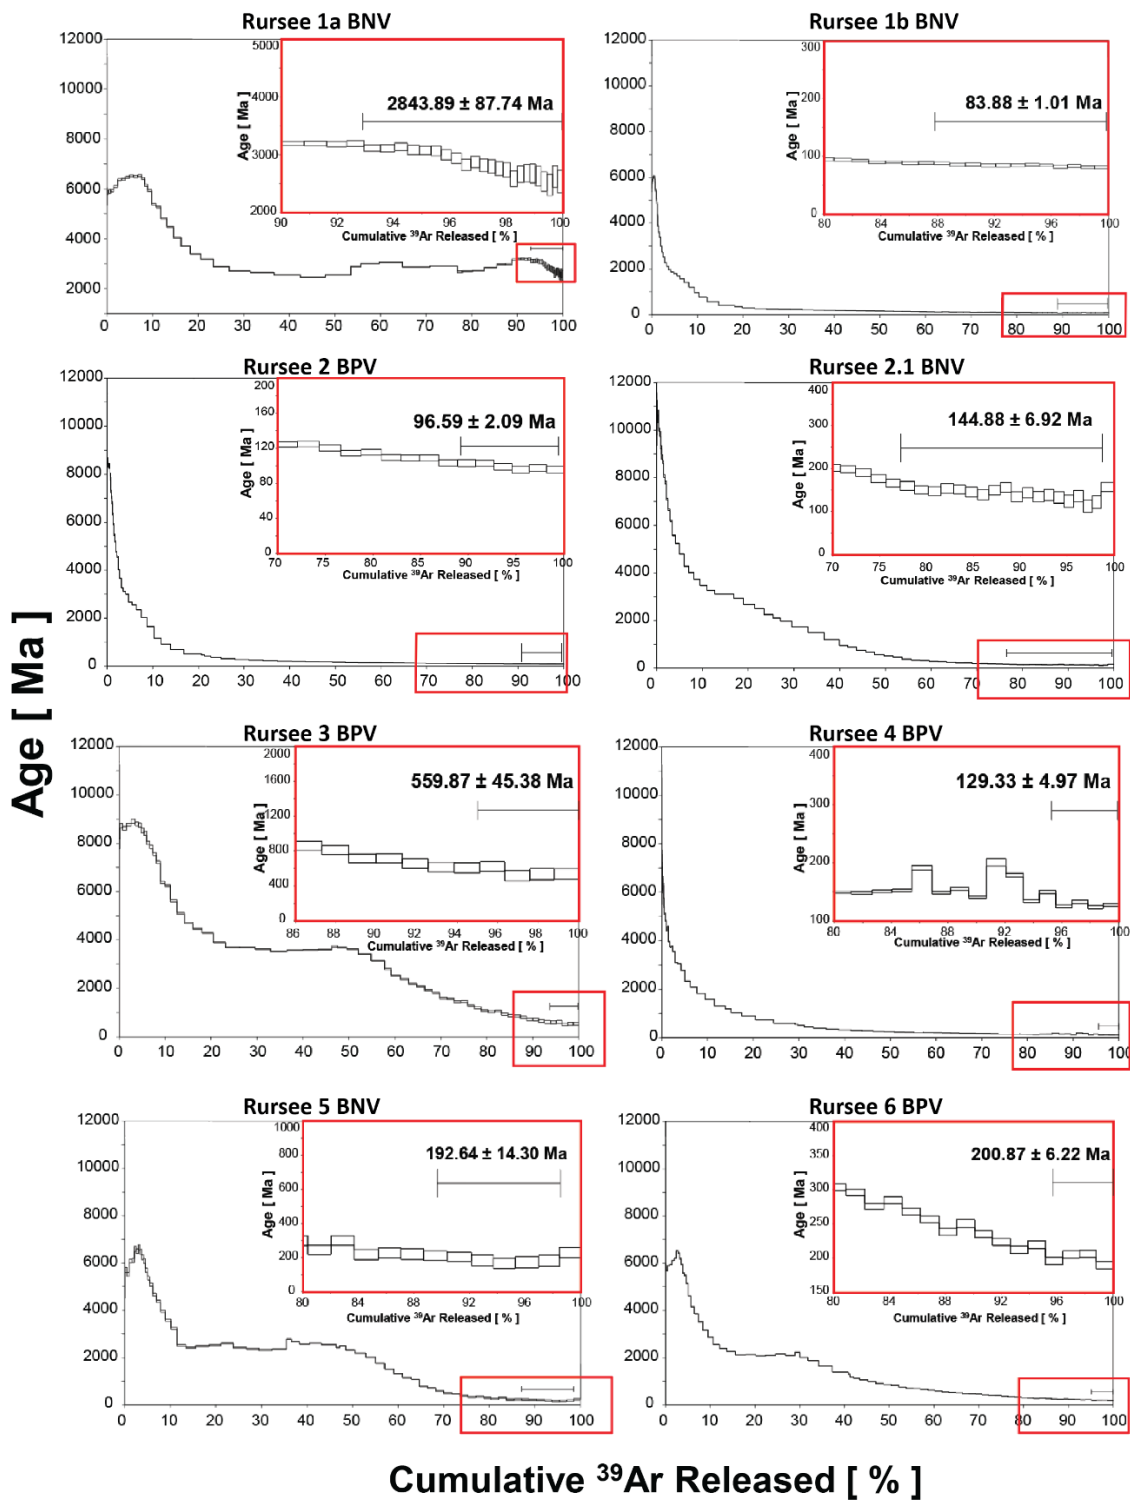 Rursee 1a BNV
12000
10000
8000
6000
4000
2000
0 10 20 30 40 50 60 70 80 90 100
5000
4000
3000
2000
Age [ Ma ]
2843.89 ± 87.74 Ma
90 92 94 96 98 100
Cumulative ³⁹Ar Released [ % ]
Rursee 1b BNV
12000
10000
8000
6000
4000
2000
0
0 10 20 30 40 50 60 70 80 90 100
300
200
100
0
Age [ Ma ]
83.88 ± 1.01 Ma
80 84 88 92 96 100
Cumulative ³⁹Ar Released [ % ]
Rursee 2 BPV
12000
10000
8000
6000
4000
2000
0
0 10 20 30 40 50 60 70 80 90 100
200
160
120
80
40
0
Age [ Ma ]
96.59 ± 2.09 Ma
70 75 80 85 90 95 100
Cumulative ³⁹Ar Released [ % ]
Rursee 2.1 BNV
12000
10000
8000
6000
4000
2000
0
0 10 20 30 40 50 60 70 80 90 100
400
300
200
100
0
Age [ Ma ]
144.88 ± 6.92 Ma
70 75 80 85 90 95 100
Cumulative ³⁹Ar Released [ % ]
Age [ Ma ]
Rursee 3 BPV
12000
10000
8000
6000
4000
2000
0
0 10 20 30 40 50 60 70 80 90 100
2000
1600
1200
800
400
0
Age [ Ma ]
559.87 ± 45.38 Ma
86 88 90 92 94 96 98 100
Cumulative ³⁹Ar Released [ % ]
Rursee 4 BPV
12000
10000
8000
6000
4000
2000
0
0 10 20 30 40 50 60 70 80 90 100
400
300
200
100
Age [ Ma ]
129.33 ± 4.97 Ma
80 84 88 92 96 100
Cumulative ³⁹Ar Released [ % ]
Rursee 5 BNV
12000
10000
8000
6000
4000
2000
0
0 10 20 30 40 50 60 70 80 90 100
1000
800
600
400
200
0
Age [ Ma ]
192.64 ± 14.30 Ma
80 84 88 92 96 100
Cumulative ³⁹Ar Released [ % ]
Rursee 6 BPV
12000
10000
8000
6000
4000
2000
0
0 10 20 30 40 50 60 70 80 90 100
400
350
300
250
200
150
Age [ Ma ]
200.87 ± 6.22 Ma
80 84 88 92 96 100
Cumulative ³⁹Ar Released [ % ]
Cumulative ³⁹Ar Released [ % ]